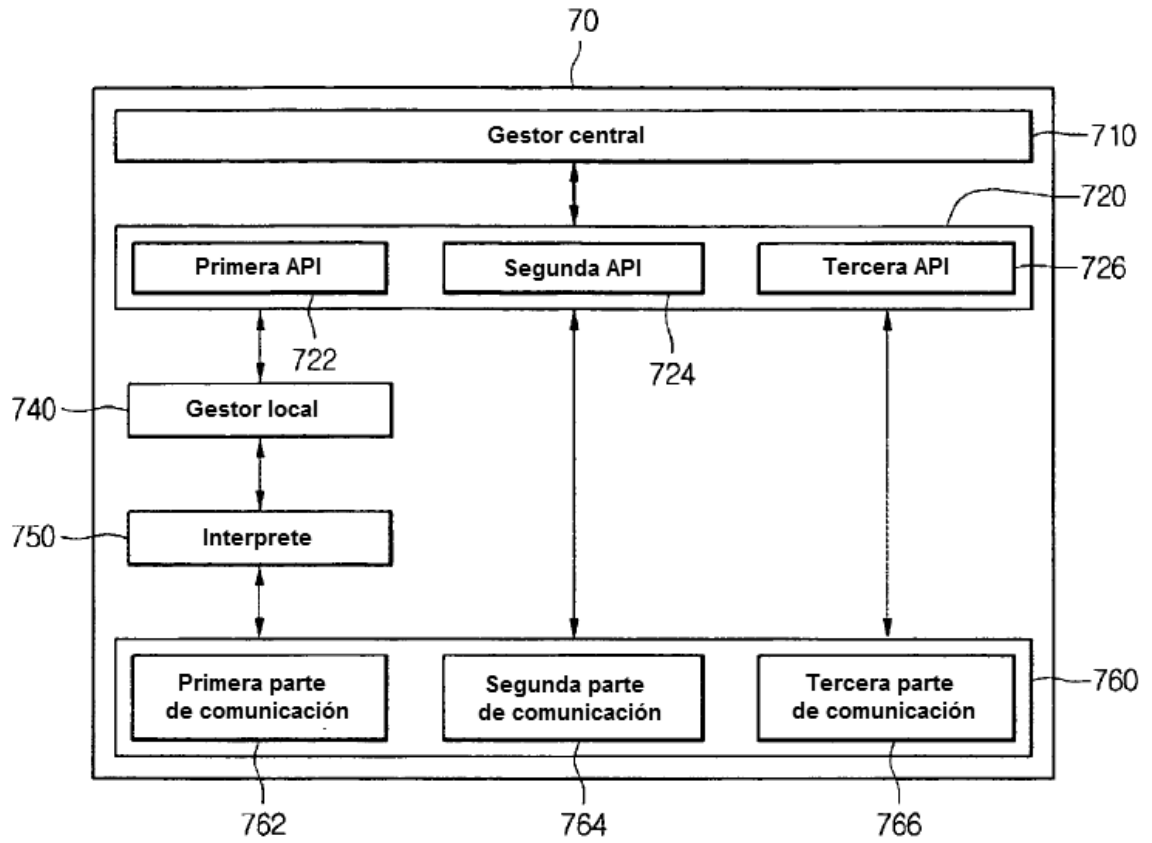 70
Gestor central
710
720
Primera API
Segunda API
Tercera API
726
722
724
740
Gestor local
750
Interprete
Primera parte
de comunicación
Segunda parte
de comunicación
Tercera parte
de comunicación
760
762
764
766